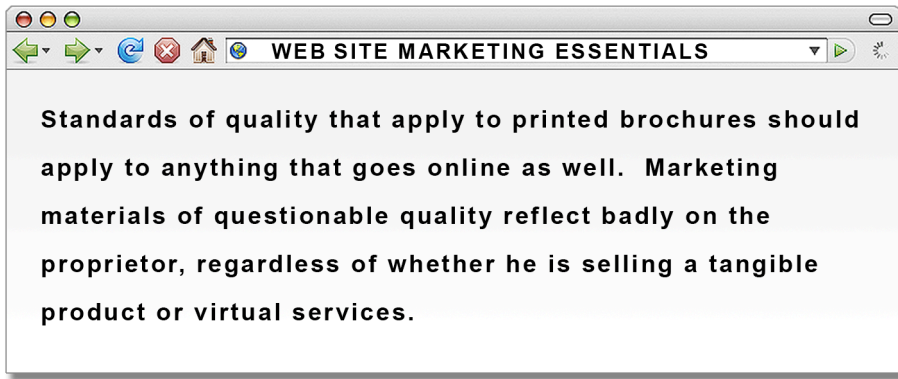 WEB SITE MARKETING ESSENTIALS
Standards of quality that apply to printed brochures should
apply to anything that goes online as well.  Marketing
materials of questionable quality reflect badly on the
proprietor, regardless of whether he is selling a tangible
product or virtual services.